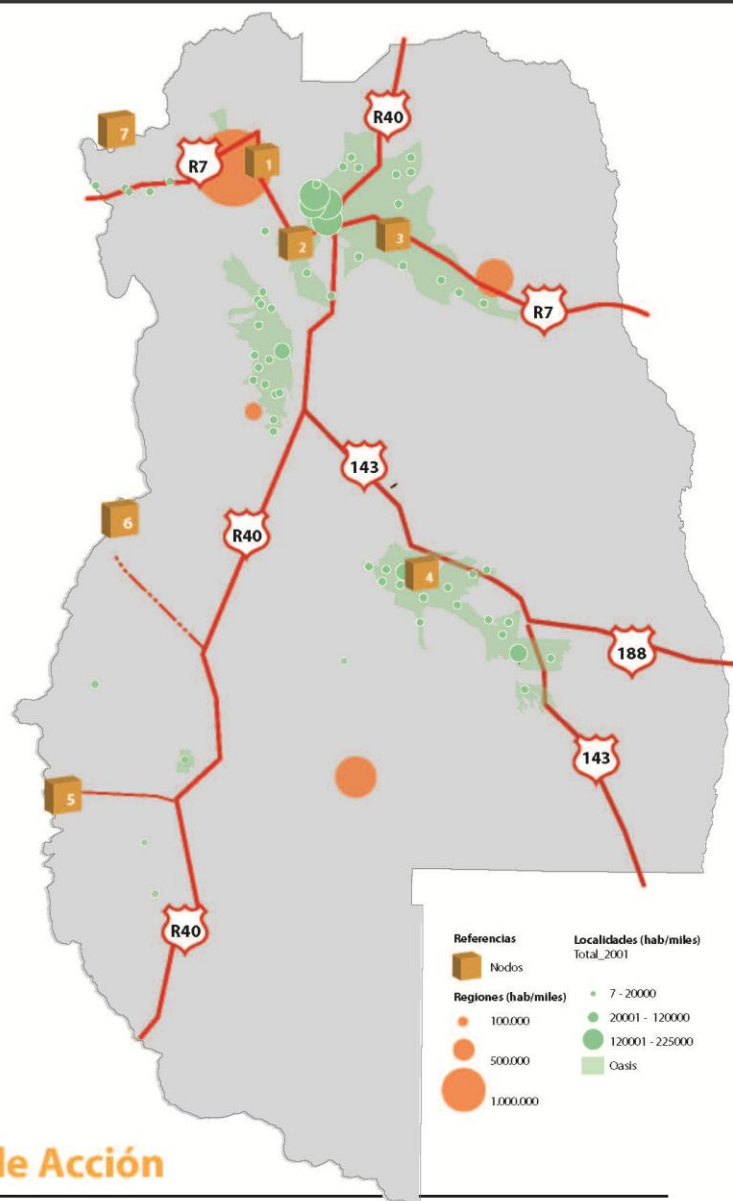 R40
7
R7
1
2
3
R7
143
6
R40
4
188
143
5
R40
Referencias
Nodos
Regiones (hab/miles)
100.000
500.000
1.000.000
Localidades (hab/miles)
Total_2001
7 - 20000
20001 - 120000
120001 - 225000
Oasis
de Acción